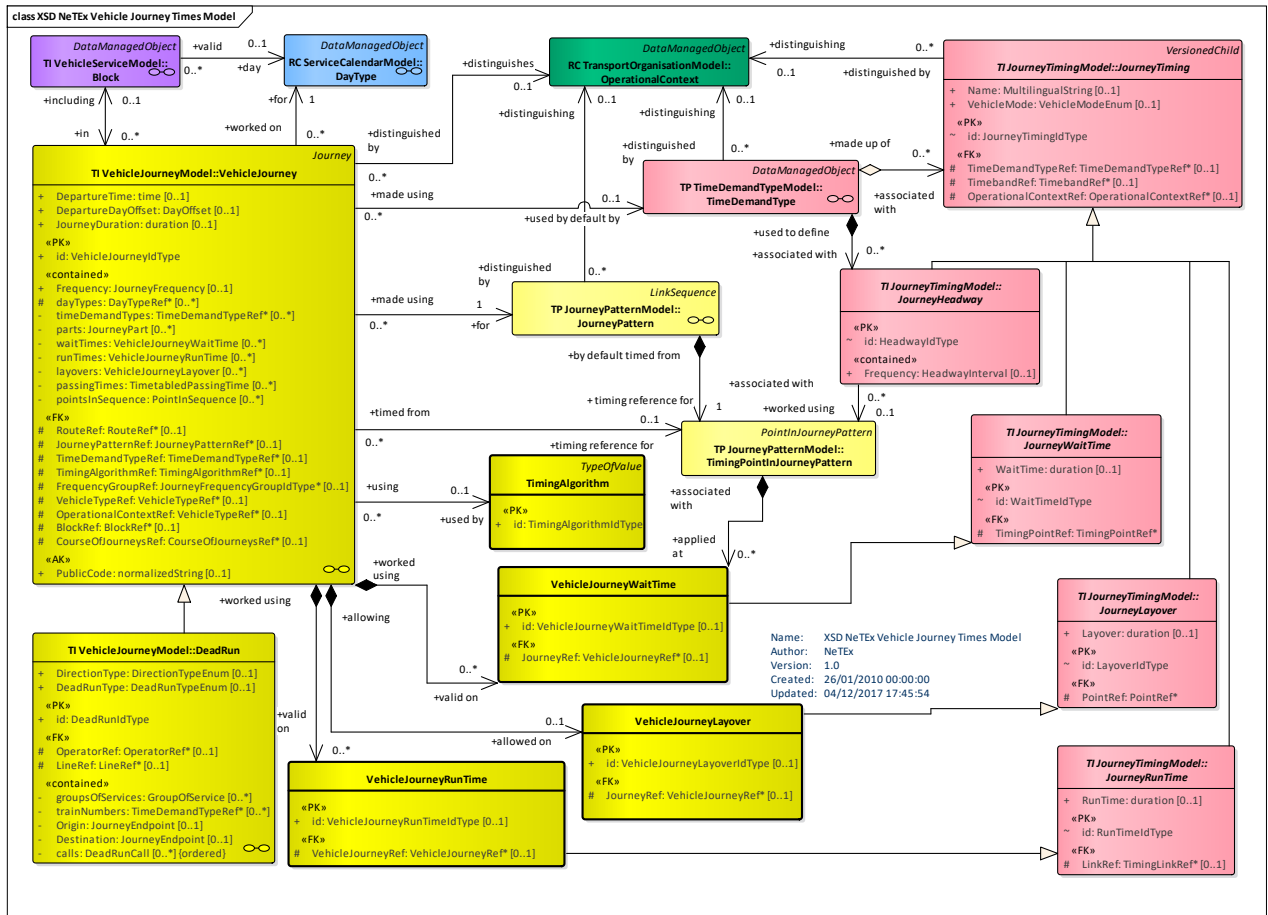 class XSD NeTEx Vehicle Journey Times Model
DataManagedObject
TI VehicleServiceModel::
Block
+valid
0..1
0..*
+day
DataManagedObject
RC ServiceCalendarModel::
DayType
DataManagedObject
RC TransportOrganisationModel::
OperationalContext
+distinguishing
0..*
0..1
+distinguished by
VersionedChild
TI JourneyTimingModel::JourneyTiming
+ Name: MultilingualString [0..1]
+ VehicleMode: VehicleModeEnum [0..1]
«PK»
~ id: JourneyTimingIdType
«FK»
# TimeDemandTypeRef: TimeDemandTypeRef* [0..1]
# TimebandRef: TimebandRef* [0..1]
# OperationalContextRef: OperationalContextRef* [0..1]
+including
0..1
+in
0..*
+for
1
+worked on
0..*
+distinguishes
0..1
+distinguished
by
0..*
0..1
+distinguishing
0..1
+distinguishing
+distinguished
by
0..*
+made up of
0..*
+associated
with
Journey
TI VehicleJourneyModel::VehicleJourney
+ DepartureTime: time [0..1]
+ DepartureDayOffset: DayOffset [0..1]
+ JourneyDuration: duration [0..1]
«PK»
+ id: VehicleJourneyIdType
«contained»
+ Frequency: JourneyFrequency [0..1]
# dayTypes: DayTypeRef* [0..*]
- timeDemandTypes: TimeDemandTypeRef* [0..*]
- parts: JourneyPart [0..*]
- waitTimes: VehicleJourneyWaitTime [0..*]
- runTimes: VehicleJourneyRunTime [0..*]
- layovers: VehicleJourneyLayover [0..*]
- passingTimes: TimetabledPassingTime [0..*]
- pointsInSequence: PointInSequence [0..*]
«FK»
# RouteRef: RouteRef* [0..1]
# JourneyPatternRef: JourneyPatternRef* [0..1]
# TimeDemandTypeRef: TimeDemandTypeRef* [0..1]
# TimingAlgorithmRef: TimingAlgorithmRef* [0..1]
# FrequencyGroupRef: JourneyFrequencyGroupIdType* [0..1]
# VehicleTypeRef: VehicleTypeRef* [0..1]
# OperationalContextRef: VehicleTypeRef* [0..1]
# BlockRef: BlockRef* [0..1]
# CourseOfJourneysRef: CourseOfJourneysRef* [0..1]
«AK»
+ PublicCode: normalizedString [0..1]
+made using
0..*
0..1
+used by default by
DataManagedObject
TP TimeDemandTypeModel::
TimeDemandType
+used to define
+associated with
0..*
+distinguished
by
0..*
+made using
0..*
1
+for
LinkSequence
TP JourneyPatternModel::
JourneyPattern
TI JourneyTimingModel::
JourneyHeadway
«PK»
~ id: HeadwayIdType
«contained»
+ Frequency: HeadwayInterval [0..1]
+by default timed from
1
+associated with
0..*
+worked using
0..1
+timed from
0..*
+ timing reference for
0..1
+timing reference for
PointInJourneyPattern
TP JourneyPatternModel::
TimingPointInJourneyPattern
TI JourneyTimingModel::
JourneyWaitTime
+ WaitTime: duration [0..1]
«PK»
~ id: WaitTimeIdType
«FK»
# TimingPointRef: TimingPointRef*
+using
0..*
0..1
+used by
TypeOfValue
TimingAlgorithm
«PK»
+ id: TimingAlgorithmIdType
+associated
with
+applied
at
0..*
+worked
using
0..*
+valid on
VehicleJourneyWaitTime
«PK»
+ id: VehicleJourneyWaitTimeIdType [0..1]
«FK»
# JourneyRef: VehicleJourneyRef* [0..1]
TI JourneyTimingModel::
JourneyLayover
+ Layover: duration [0..1]
«PK»
~ id: LayoverIdType
«FK»
# PointRef: PointRef*
+worked using
+allowing
TI VehicleJourneyModel::DeadRun
+ DirectionType: DirectionTypeEnum [0..1]
+ DeadRunType: DeadRunTypeEnum [0..1]
«PK»
+ id: DeadRunIdType
«FK»
# OperatorRef: OperatorRef* [0..1]
# LineRef: LineRef* [0..1]
«contained»
- groupsOfServices: GroupOfService [0..*]
- trainNumbers: TimeDemandTypeRef* [0..*]
- Origin: JourneyEndpoint [0..1]
- Destination: JourneyEndpoint [0..1]
- calls: DeadRunCall [0..*] {ordered}
Name: XSD NeTEx Vehicle Journey Times Model
Author: NeTEx
Version: 1.0
Created: 26/01/2010 00:00:00
Updated: 04/12/2017 17:45:54
+valid
on
0..*
0..1
+allowed on
VehicleJourneyLayover
«PK»
+ id: VehicleJourneyLayoverIdType [0..1]
«FK»
# JourneyRef: VehicleJourneyRef* [0..1]
VehicleJourneyRunTime
«PK»
+ id: VehicleJourneyRunTimeIdType [0..1]
«FK»
# VehicleJourneyRef: VehicleJourneyRef* [0..1]
TI JourneyTimingModel::
JourneyRunTime
+ RunTime: duration [0..1]
«PK»
~ id: RunTimeIdType
«FK»
# LinkRef: TimingLinkRef* [0..1]